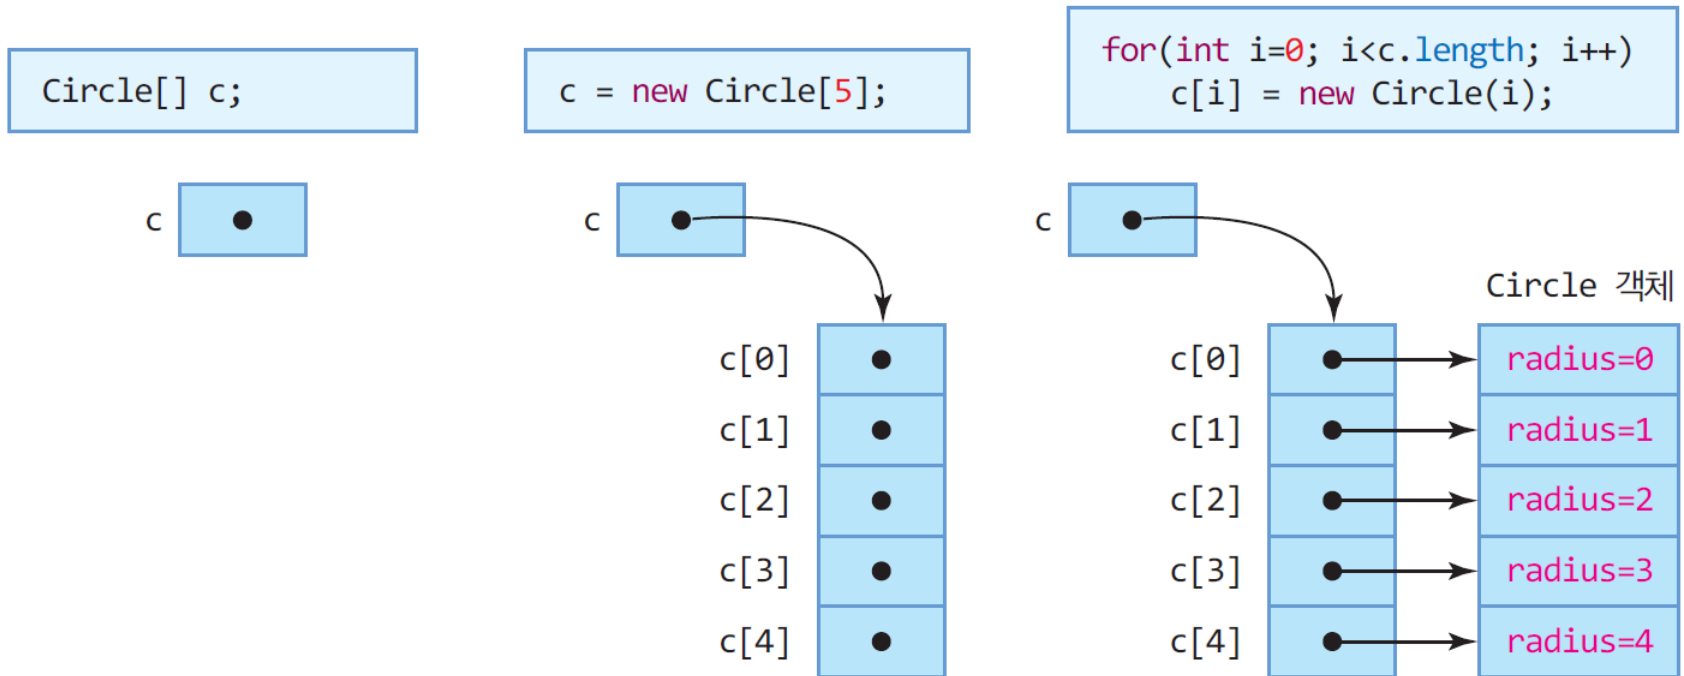 Circle[] c;
c
c = new Circle[5];
c
c[0]
c[1]
c[2]
c[3]
c[4]
for(int i=0; i<c.length; i++)
c[i] = new Circle(i);
c
Circle 객체
c[0]
radius=0
c[1]
radius=1
c[2]
radius=2
c[3]
radius=3
c[4]
radius=4